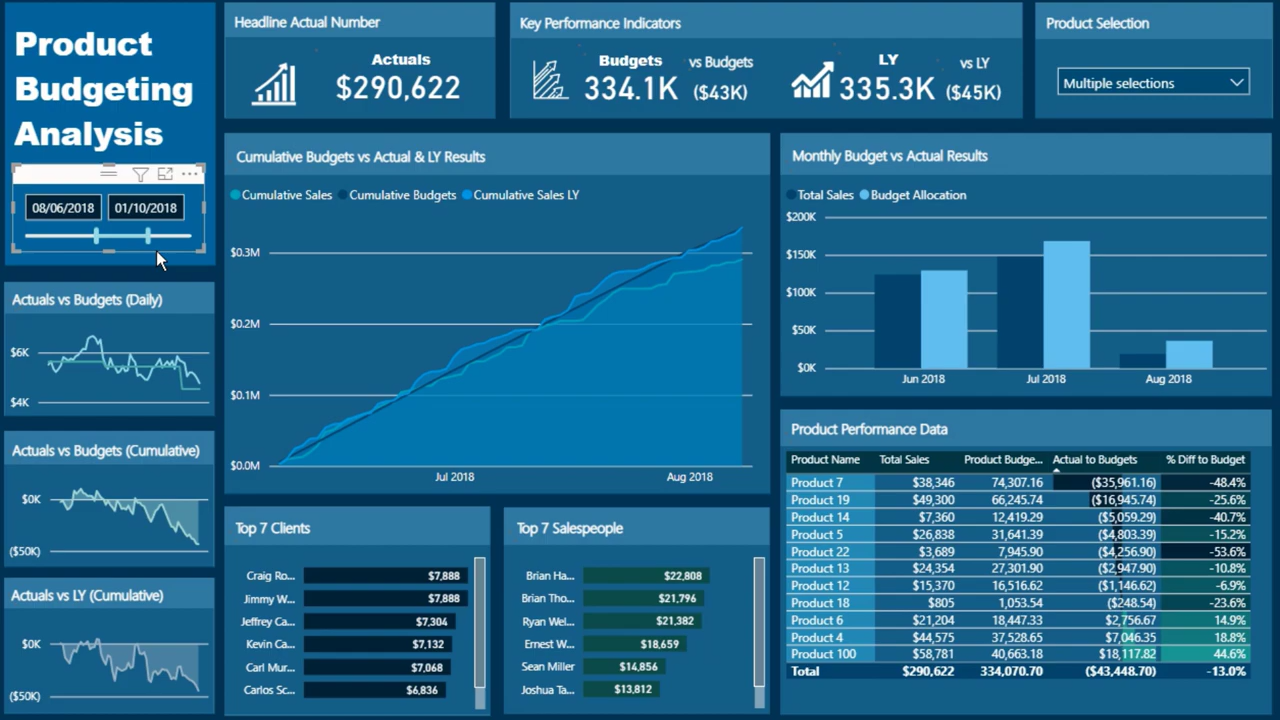 Product
Budgeting
Analysis
08/06/2018 01/10/2018
Headline Actual Number
Actuals
$290,622
Key Performance Indicators
Budgets vs Budgets LY vs LY
334.1K ($43K) 335.3K ($45K)
Product Selection
Multiple selections
Actuals vs Budgets (Daily)
$6K
$4K
Actuals vs Budgets (Cumulative)
$0K
($50K)
Actuals vs LY (Cumulative)
$0K
($50K)
Cumulative Budgets vs Actual & LY Results
Cumulative Sales Cumulative Budgets Cumulative Sales LY
$0.3M
$0.2M
$0.1M
$0.0M
Jul 2018 Aug 2018
Monthly Budget vs Actual Results
Total Sales Budget Allocation
$200K
$150K
$100K
$50K
$0K
Jun 2018 Jul 2018 Aug 2018
Top 7 Clients
Craig Ro... $7,888
Jimmy W... $7,888
Jeffrey Ca... $7,304
Kevin Ca... $7,132
Carl Mur... $7,068
Carlos Sc... $6,836
Top 7 Salespeople
Brian Ha... $22,808
Brian Tho... $21,796
Ryan Wel... $21,382
Ernest W... $18,659
Sean Miller $14,856
Joshua Ta... $13,812
Product Performance Data
Product Name Total Sales Product Budge... Actual to Budgets % Diff to Budget
Product 7 $38,346 74,307.16 ($35,961.16) -48.4%
Product 19 $49,300 66,245.74 ($16,945.74) -25.6%
Product 14 $7,360 12,419.29 ($5,059.29) -40.7%
Product 5 $26,838 31,641.39 ($4,803.39) -15.2%
Product 22 $3,689 7,945.90 ($4,256.90) -53.6%
Product 13 $24,354 27,301.90 ($2,947.90) -10.8%
Product 12 $15,370 16,516.62 ($1,146.62) -6.9%
Product 18 $805 1,053.54 ($248.54) -23.6%
Product 6 $21,204 18,447.33 $2,756.67 14.9%
Product 4 $44,575 37,528.65 $7,046.35 18.8%
Product 100 $58,781 40,663.18 $18,117.82 44.6%
Total $290,622 334,070.70 ($43,448.70) -13.0%